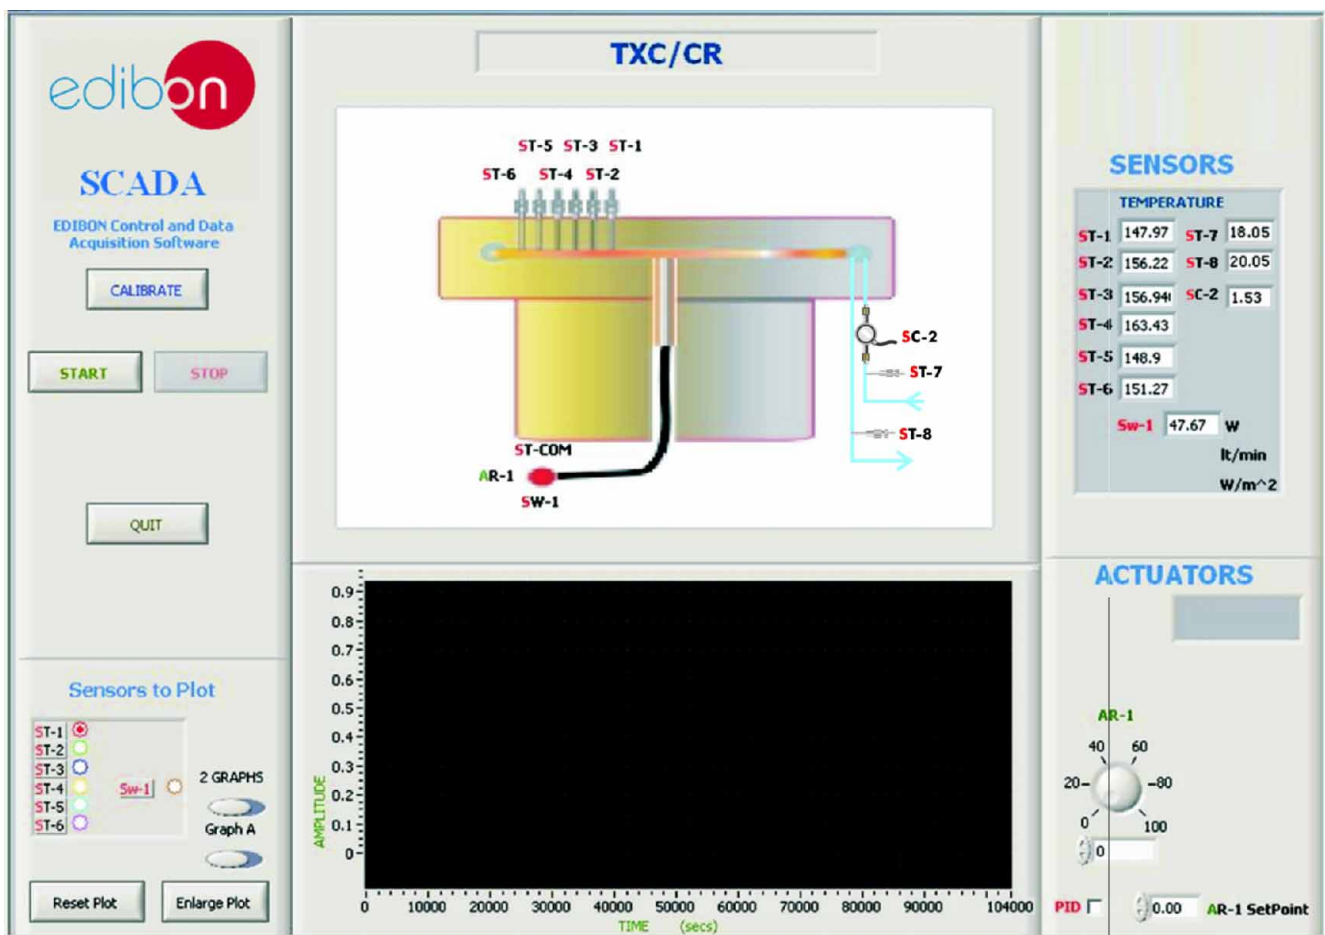 edibon
SCADA
EDIBON Control and Data
Acquisition Software
CALIBRATE
START STOP
QUIT
Sensors to Plot
ST-1
ST-2
ST-3
ST-4
ST-5
ST-6
Sw-1
2 GRAPHS
Graph A
Reset Plot Enlarge Plot
TXC/CR
ST-5 ST-3 ST-1
ST-6 ST-4 ST-2
SC-2
ST-7
ST-8
ST-COM
AR-1
SW-1
AMPLITUDE
0.9
0.8
0.7
0.6
0.5
0.4
0.3
0.2
0.1
0
0 10000 20000 30000 40000 50000 60000 70000 80000 90000 104000
TIME (secs)
SENSORS
TEMPERATURE
ST-1 147.97 ST-7 18.05
ST-2 156.22 ST-8 20.05
ST-3 156.94 SC-2 1.53
ST-4 163.43
ST-5 148.9
ST-6 151.27
Sw-1 47.67 W
lt/min
W/m^2
ACTUATORS
AR-1
40 60
20 80
0 100
0
PID 0.00 AR-1 SetPoint